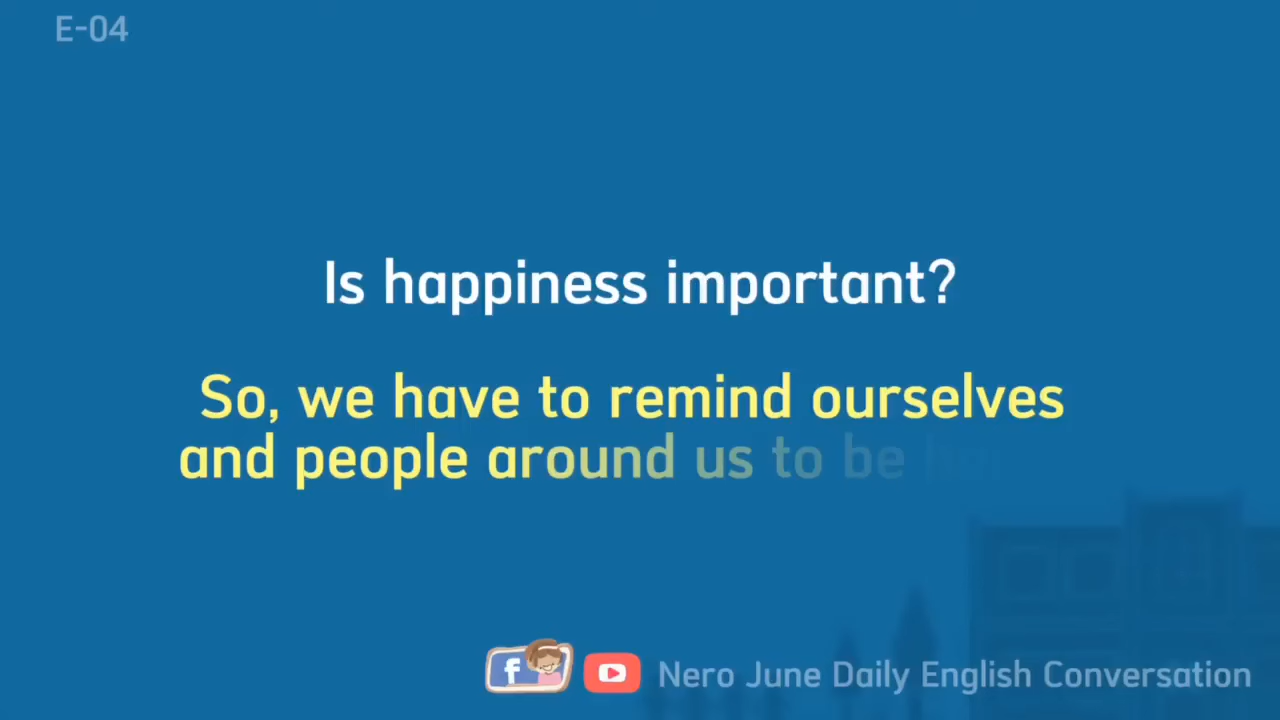 E-04
Is happiness important?
So, we have to remind ourselves
and people around us to be
Nero June Daily English Conversation